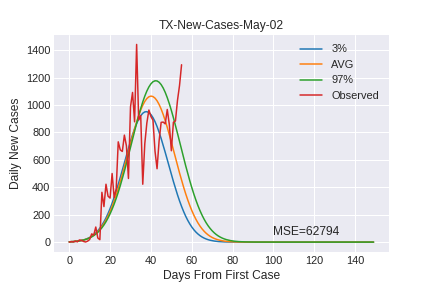 TX-New-Cases-May-02
3%
AVG
97%
Observed
Daily New Cases
1400
1200
1000
800
600
400
200
0
MSE=62794
0 20 40 60 80 100 120 140
Days From First Case